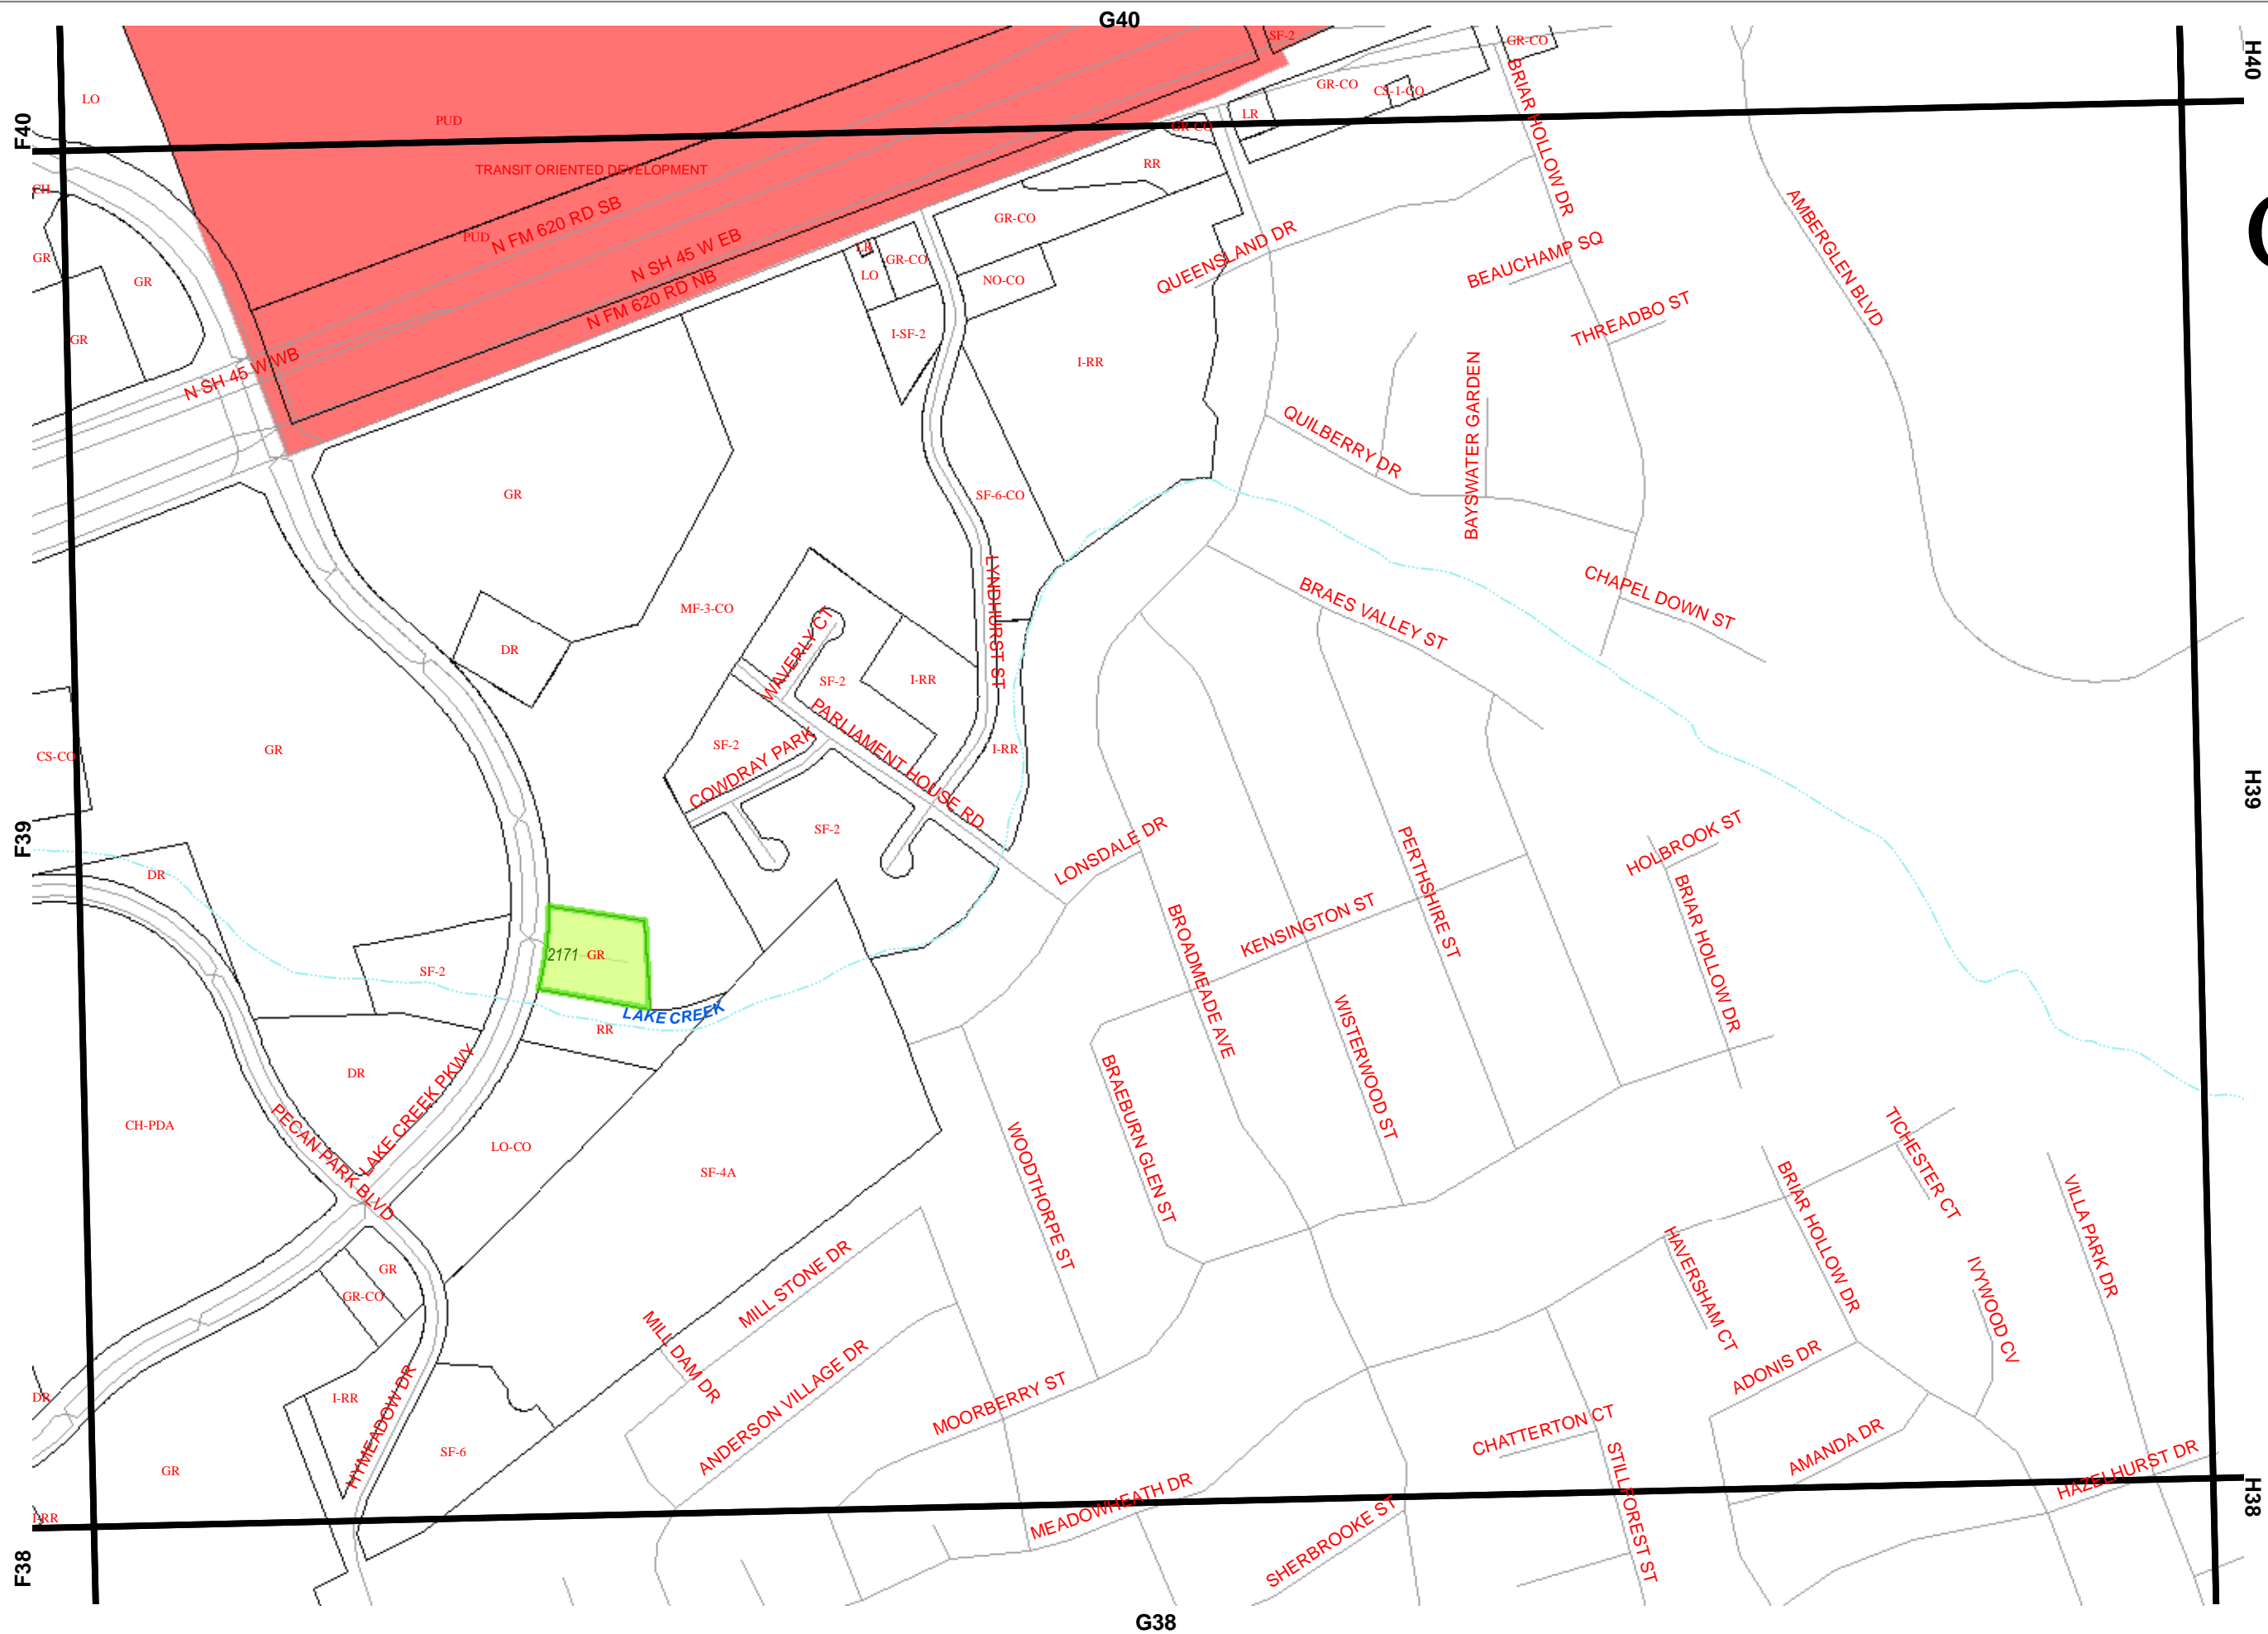 G40
SF-2
GR-CO
H40
LO
GR-CO
CS-1-CO
F40
PUD
LR
GR-CO
BRIAR HOLLOW DR
RR
TRANSIT ORIENTED DEVELOPMENT
CH
N FM 620 RD SB
GR-CO
AMBERGLEN BLVD
PUD
N SH 45 W EB
LR
GR-CO
QUEENSLAND DR
BEAUCHAMP SQ
GR
GR
LO
NO-CO
N FM 620 RD NB
THREADBO ST
GR
I-SF-2
I-RR
N SH 45 W WB
BAYSWATER GARDEN
QUILBERRY DR
GR
SF-6-CO
LYNDHURST ST
MF-3-CO
BRAES VALLEY ST
CHAPEL DOWN ST
DR
WAVERLY CT
SF-2
I-RR
PARLIAMENT HOUSE RD
SF-2
COWDRAY PARK
I-RR
GR
CS-CO
H39
F39
SF-2
LONSDALE DR
PERTHSHIRE ST
HOLBROOK ST
DR
BROADMEADE AVE
KENSINGTON ST
BRIAR HOLLOW DR
2171
GR
SF-2
LAKE CREEK
RR
WISTERWOOD ST
DR
LAKE CREEK PKWY
BRAEBURN GLEN ST
CH-PDA
PECAN PARK BLVD
LO-CO
SF-4A
WOODTHORPE ST
TICHESTER CT
BRIAR HOLLOW DR
VILLA PARK DR
GR
GR-CO
MILL STONE DR
HAVERSHAM CT
IVYWOOD CV
MILL DAM DR
ANDERSON VILLAGE DR
ADONIS DR
DR
I-RR
HYMEADOW DR
MOORBERRY ST
CHATTERTON CT
AMANDA DR
SF-6
GR
STILLFOREST ST
HAZELHURST DR
MEADOWHEATH DR
SHERBROOKE ST
I-RR
H38
F38
G38